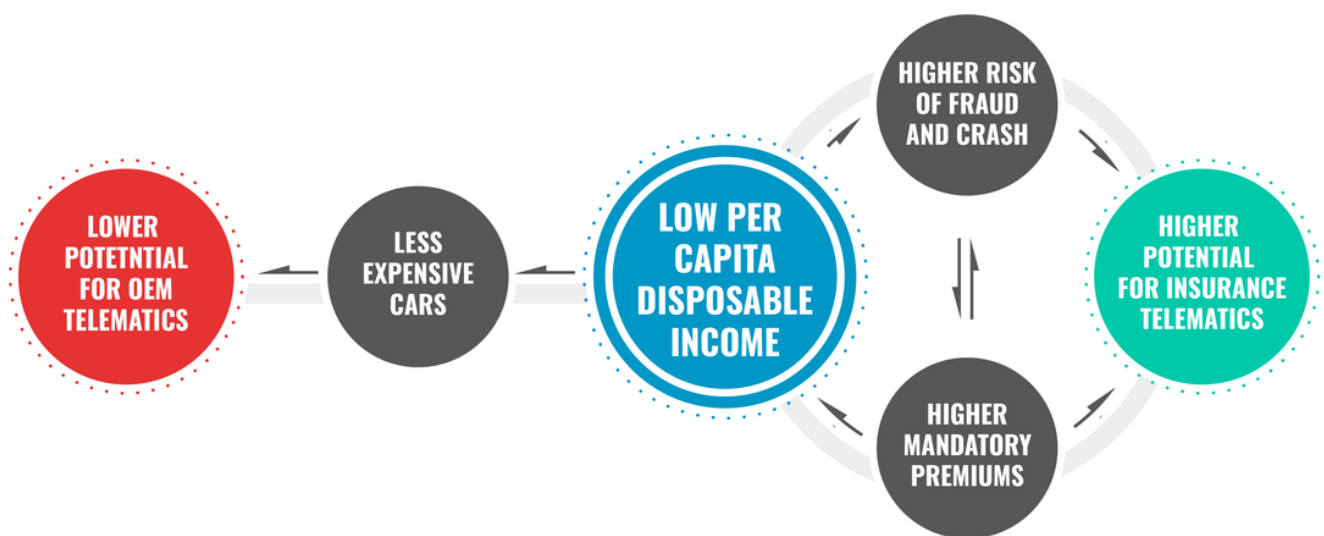 LOWER
POTETNTIAL
FOR OEM
TELEMATICS
LESS
EXPENSIVE
CARS
LOW PER
CAPITA
DISPOSABLE
INCOME
HIGHER RISK
OF FRAUD
AND CRASH
HIGHER
MANDATORY
PREMIUMS
HIGHER
POTENTIAL
FOR INSURANCE
TELEMATICS